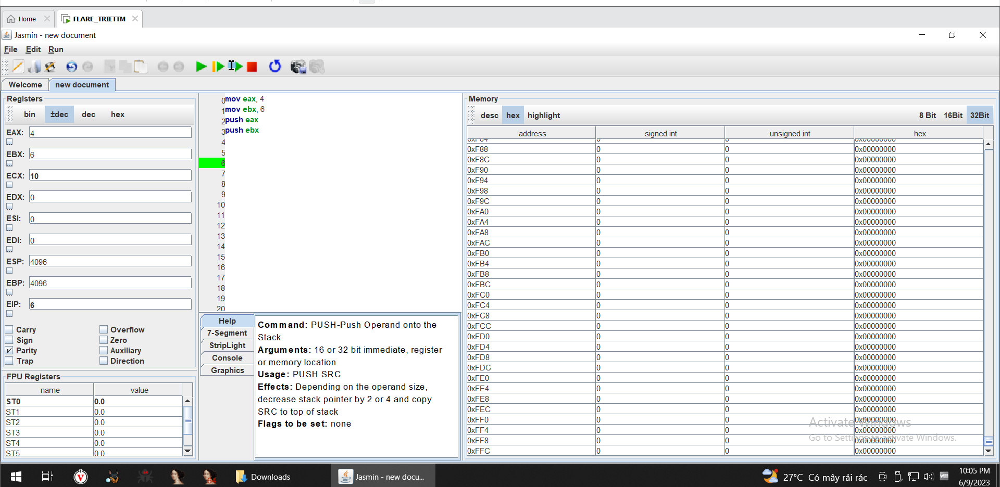 Home
FLARE_TRIETTM
Jasmin - new document
File Edit Run
Welcome new document
Registers
bin ±dec dec hex
EAX: 4
EBX: 6
ECX: 10
EDX: 0
ESI: 0
EDI: 0
ESP: 4096
EBP: 4096
EIP: 6
Carry Overflow
Sign Zero
Parity Auxiliary
Trap Direction
FPU Registers
name value
ST0 0.0
ST1 0.0
ST2 0.0
ST3 0.0
ST4 0.0
ST5 0.0
0 mov eax, 4
1 mov ebx, 6
2 push eax
3 push ebx
4
5
6
7
8
9
10
11
12
13
14
15
16
17
18
19
20
Help
7-Segment
StripLight
Console
Graphics
Command: PUSH-Push Operand onto the
Stack
Arguments: 16 or 32 bit immediate, register
or memory location
Usage: PUSH SRC
Effects: Depending on the operand size,
decrease stack pointer by 2 or 4 and copy
SRC to top of stack
Flags to be set: none
Memory
desc hex highlight 8 Bit 16Bit 32Bit
address signed int unsigned int hex
0xF84 0 0 0x00000000
0xF88 0 0 0x00000000
0xF8C 0 0 0x00000000
0xF90 0 0 0x00000000
0xF94 0 0 0x00000000
0xF98 0 0 0x00000000
0xF9C 0 0 0x00000000
0xFA0 0 0 0x00000000
0xFA4 0 0 0x00000000
0xFA8 0 0 0x00000000
0xFAC 0 0 0x00000000
0xFB0 0 0 0x00000000
0xFB4 0 0 0x00000000
0xFB8 0 0 0x00000000
0xFBC 0 0 0x00000000
0xFC0 0 0 0x00000000
0xFC4 0 0 0x00000000
0xFC8 0 0 0x00000000
0xFCC 0 0 0x00000000
0xFD0 0 0 0x00000000
0xFD4 0 0 0x00000000
0xFD8 0 0 0x00000000
0xFDC 0 0 0x00000000
0xFE0 0 0 0x00000000
0xFE4 0 0 0x00000000
0xFE8 0 0 0x00000000
0xFEC 0 0 0x00000000
0xFF0 0 0 0x00000000
0xFF4 0 0 0x00000000
0xFF8 0 0 0x00000000
0xFFC 0 0 0x00000000
Activate Windows
Go to Settings to activate Windows.
Downloads
Jasmin - new docu...
27°C Có mây rải rác
vm
10:05 PM
6/9/2023